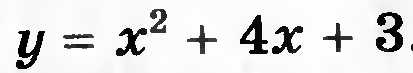 y = x² + 4x + 3.